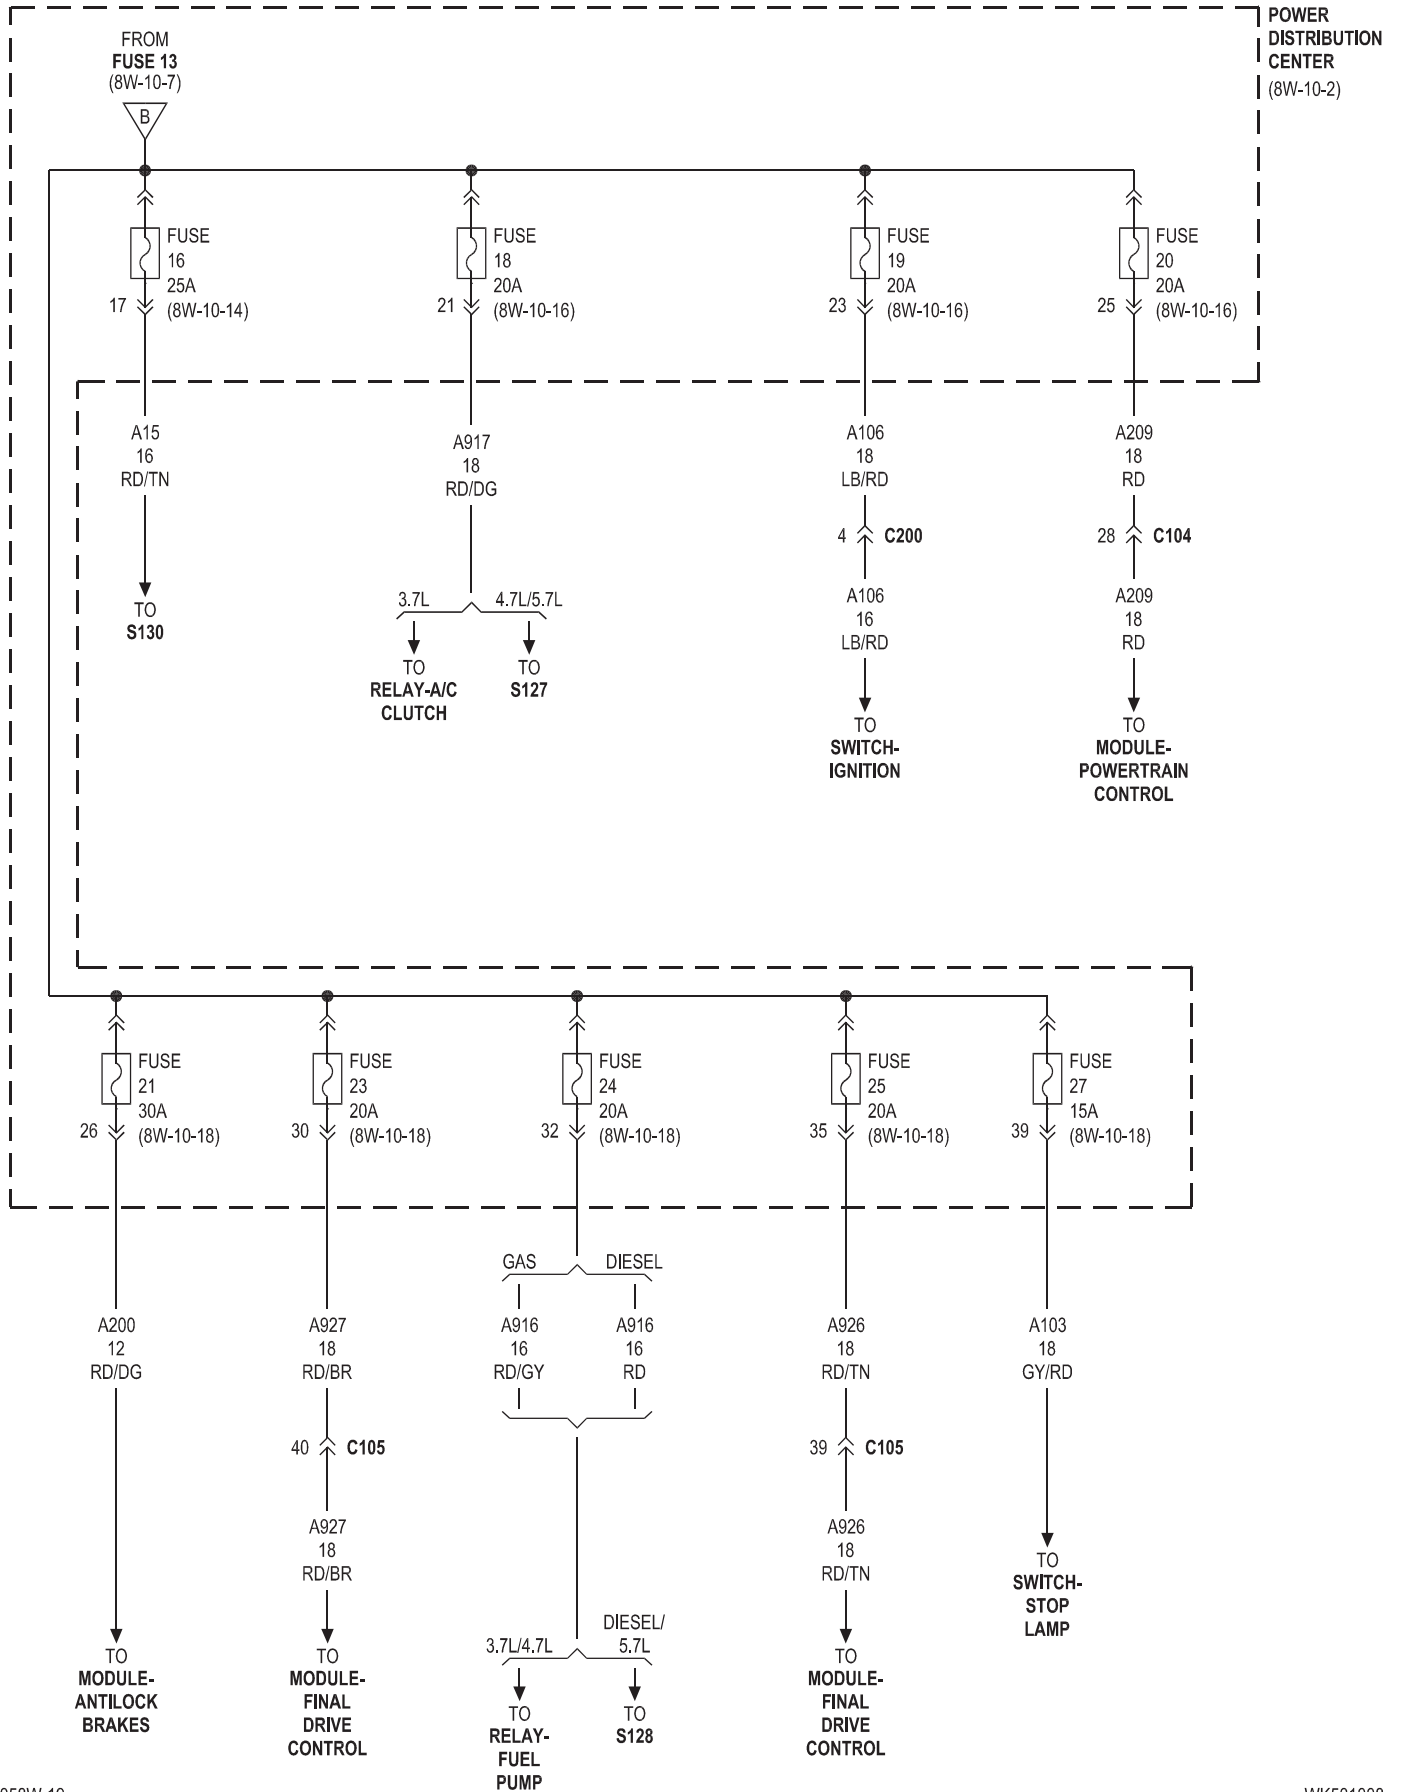 POWER
DISTRIBUTION
CENTER
(8W-10-2)
FROM
FUSE 13
(8W-10-7)
B
FUSE
16
25A
17
(8W-10-14)
FUSE
18
20A
21
(8W-10-16)
FUSE
19
20A
23
(8W-10-16)
FUSE
20
20A
25
(8W-10-16)
A15
16
RD/TN
TO
S130
A917
18
RD/DG
3.7L
4.7L/5.7L
TO
RELAY-A/C
CLUTCH
TO
S127
A106
18
LB/RD
4 C200
A106
16
LB/RD
TO
SWITCH-
IGNITION
A209
18
RD
28 C104
A209
18
RD
TO
MODULE-
POWERTRAIN
CONTROL
FUSE
21
30A
26
(8W-10-18)
FUSE
23
20A
30
(8W-10-18)
FUSE
24
20A
32
(8W-10-18)
FUSE
25
20A
35
(8W-10-18)
FUSE
27
15A
39
(8W-10-18)
A200
12
RD/DG
TO
MODULE-
ANTILOCK
BRAKES
A927
18
RD/BR
40 C105
A927
18
RD/BR
TO
MODULE-
FINAL
DRIVE
CONTROL
GAS
DIESEL
A916
16
RD/GY
A916
16
RD
3.7L/4.7L
DIESEL/
5.7L
TO
RELAY-
FUEL
PUMP
TO
S128
A926
18
RD/TN
39 C105
A926
18
RD/TN
TO
MODULE-
FINAL
DRIVE
CONTROL
A103
18
GY/RD
TO
SWITCH-
STOP
LAMP